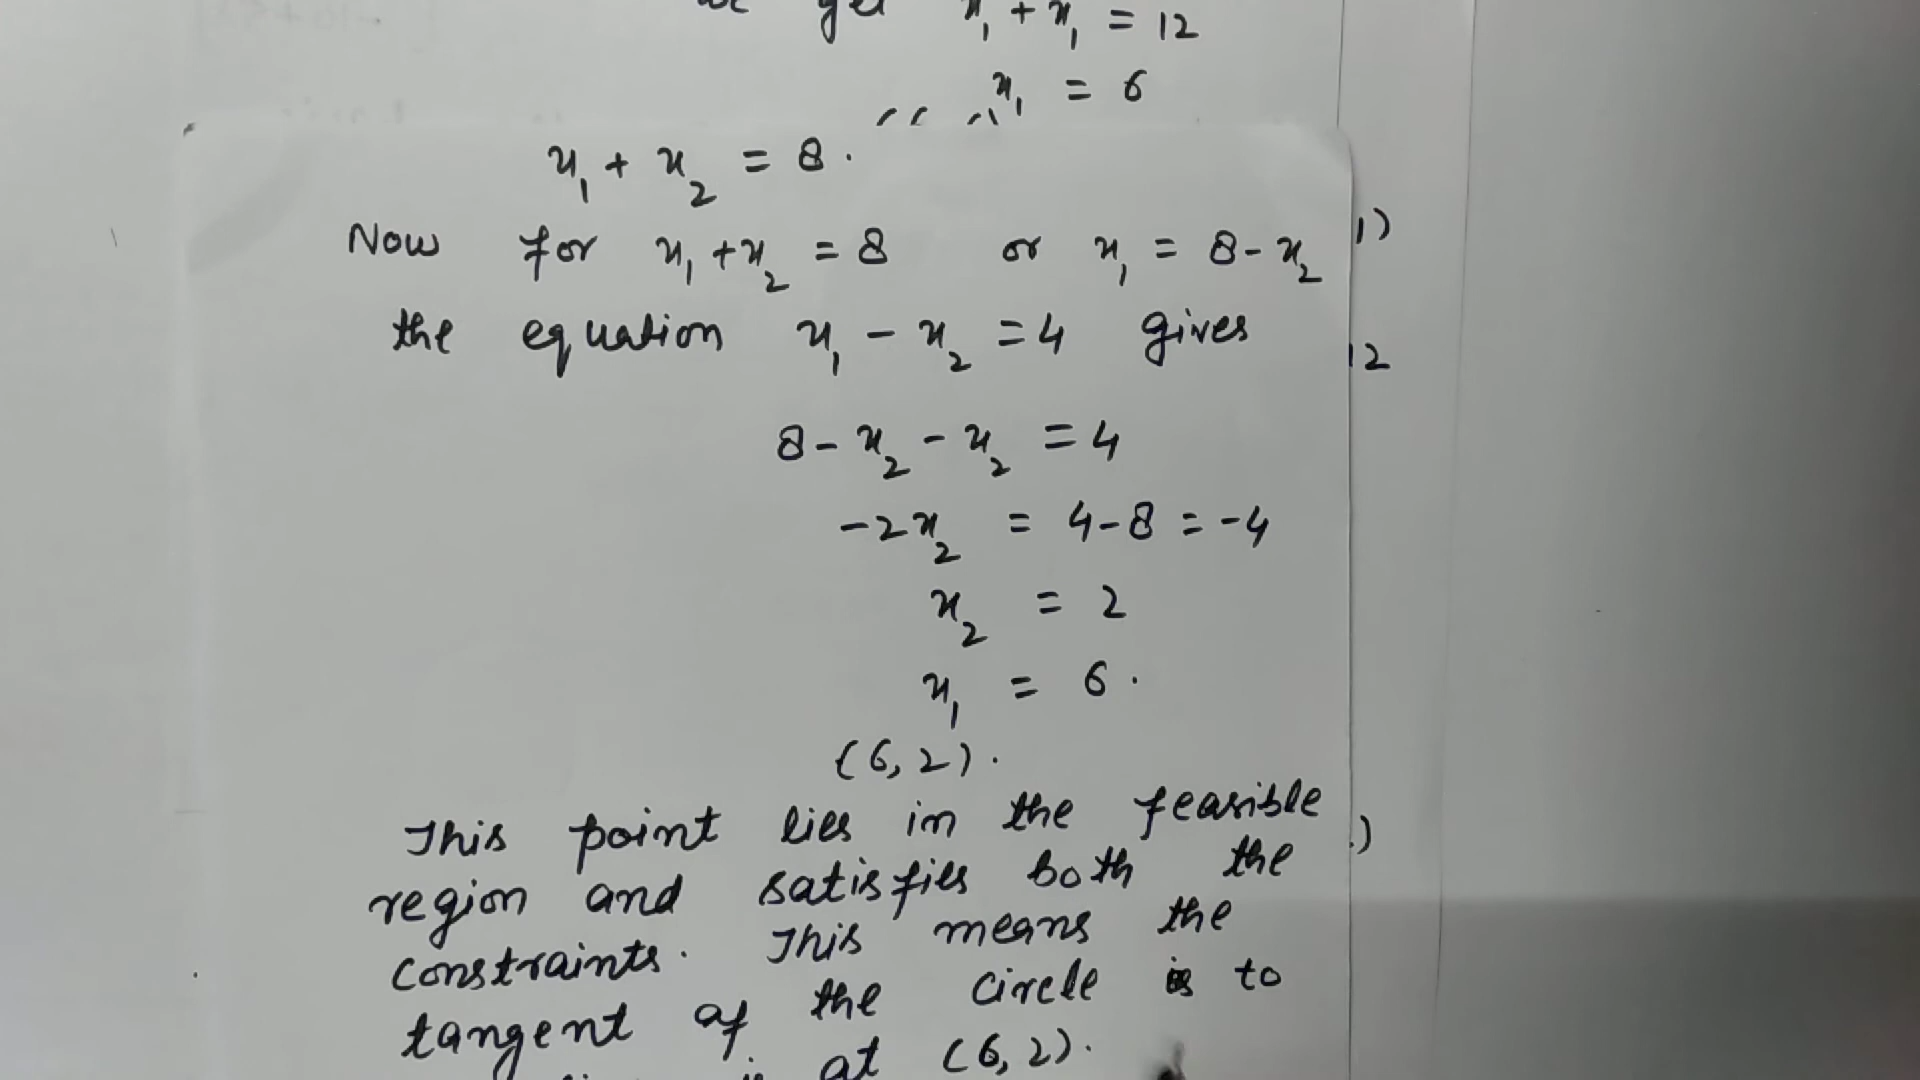 get x₁ + x₁ = 12
x₁ = 6
x₁ + x₂ = 8.
Now for x₁ + x₂ = 8 or x₁ = 8 - x₂
1)
the equation x₁ - x₂ = 4 gives
12
8 - x₂ - x₂ = 4
-2x₂ = 4-8 = -4
x₂ = 2
x₁ = 6.
(6,2).
This point lies in the feasible
.)
region and satisfies both the
constraints. This means the
tangent of the circle is to
at (6,2).